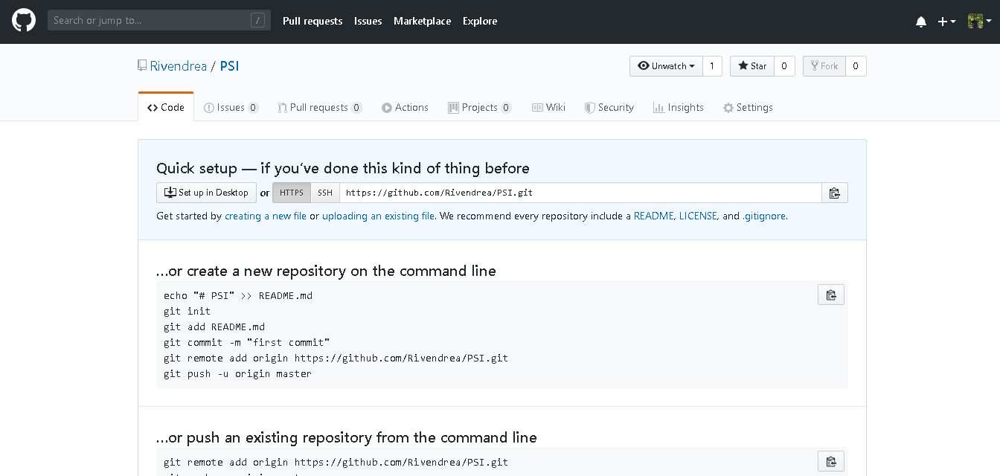 Search or jump to... / Pull requests Issues Marketplace Explore
Rivendrea / PSI Unwatch 1 Star 0 Fork 0
Code Issues 0 Pull requests 0 Actions Projects 0 Wiki Security Insights Settings
Quick setup — if you’ve done this kind of thing before
Set up in Desktop or HTTPS SSH https://github.com/Rivendrea/PSI.git
Get started by creating a new file or uploading an existing file. We recommend every repository include a README, LICENSE, and .gitignore.
…or create a new repository on the command line
echo "# PSI" >> README.md
git init
git add README.md
git commit -m "first commit"
git remote add origin https://github.com/Rivendrea/PSI.git
git push -u origin master
…or push an existing repository from the command line
git remote add origin https://github.com/Rivendrea/PSI.git